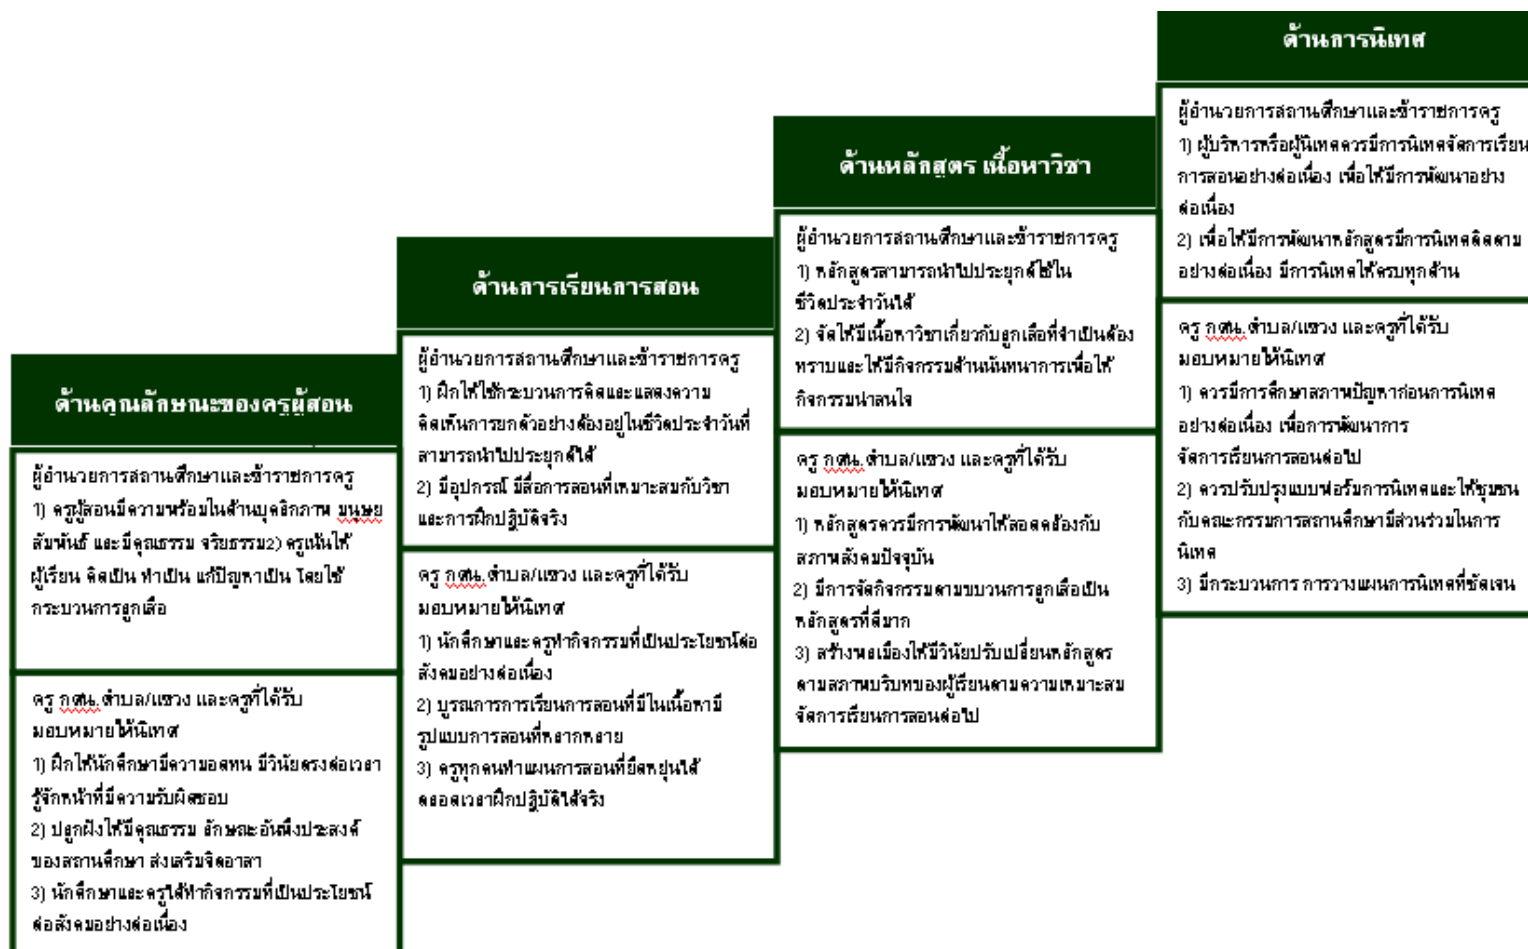 ด้านคุณลักษณะของครูผู้สอน
ผู้อำนวยการสถานศึกษาและข้าราชการครู
1) ครูผู้สอนมีความพร้อมในด้านบุคลิกภาพ มนุษย
สัมพันธ์ และมีคุณธรรม จริยธรรม2) ครูเน้นให้
ผู้เรียน คิดเป็น ทำเป็น แก้ปัญหาเป็น โดยใช้
กระบวนการลูกเสือ
ครู กศน.ตำบล/แขวง และครูที่ได้รับ
มอบหมายให้นิเทศ
1) ฝึกให้นักศึกษามีความอดทน มีวินัยตรงต่อเวลา
รู้จักหน้าที่มีความรับผิดชอบ
2) ปลูกฝังให้มีคุณธรรม ลักษณะอันพึงประสงค์
ของสถานศึกษา ส่งเสริมจิตอาสา
3) นักศึกษาและครูได้ทำกิจกรรมที่เป็นประโยชน์
ต่อสังคมอย่างต่อเนื่อง
ด้านการเรียนการสอน
ผู้อำนวยการสถานศึกษาและข้าราชการครู
1) ฝึกให้ใช้กระบวนการคิดและแสดงความ
คิดเห็นการยกตัวอย่างต้องอยู่ในชีวิตประจำวันที่
สามารถนำไปประยุกต์ได้
2) มีอุปกรณ์ มีสื่อการสอนที่เหมาะสมกับวิชา
และการฝึกปฏิบัติจริง
ครู กศน.ตำบล/แขวง และครูที่ได้รับ
มอบหมายให้นิเทศ
1) นักศึกษาและครูทำกิจกรรมที่เป็นประโยชน์ต่อ
สังคมอย่างต่อเนื่อง
2) บูรณการการเรียนการสอนที่มีในเนื้อหามี
รูปแบบการสอนที่หลากหลาย
3) ครูทุกคนทำแผนการสอนที่ยืดหยุ่นได้
ตลอดเวลาฝึกปฏิบัติได้จริง
ด้านหลักสูตร เนื้อหาวิชา
ผู้อำนวยการสถานศึกษาและข้าราชการครู
1) หลักสูตรสามารถนำไปประยุกต์ใช้ใน
ชีวิตประจำวันได้
2) จัดให้มีเนื้อหาวิชาเกี่ยวกับลูกเสือที่จำเป็นต้อง
ทราบและให้มีกิจกรรมด้านนันทนาการเพื่อให้
กิจกรรมน่าสนใจ
ครู กศน.ตำบล/แขวง และครูที่ได้รับ
มอบหมายให้นิเทศ
1) หลักสูตรควรมีการพัฒนาให้สอดคล้องกับ
สภาพสังคมปัจจุบัน
2) มีการจัดกิจกรรมตามขบวนการลูกเสือเป็น
หลักสูตรที่ดีมาก
3) สร้างพลเมืองให้มีวินัยปรับเปลี่ยนหลักสูตร
ตามสภาพบริบทของผู้เรียนตามความเหมาะสม
จัดการเรียนการสอนต่อไป
ด้านการนิเทศ
ผู้อำนวยการสถานศึกษาและข้าราชการครู
1) ผู้บริหารหรือผู้นิเทศควรมีการนิเทศจัดการเรียน
การสอนอย่างต่อเนื่อง เพื่อให้มีการพัฒนาอย่าง
ต่อเนื่อง
2) เพื่อให้มีการพัฒนาหลักสูตรมีการนิเทศติดตาม
อย่างต่อเนื่อง มีการนิเทศให้ครบทุกด้าน
ครู กศน.ตำบล/แขวง และครูที่ได้รับ
มอบหมายให้นิเทศ
1) ควรมีการศึกษาสภาพปัญหาก่อนการนิเทศ
อย่างต่อเนื่อง เพื่อการพัฒนาการ
จัดการเรียนการสอนต่อไป
2) ควรปรับปรุงแบบฟอร์มการนิเทศและให้ชุมชน
กับคณะกรรมการสถานศึกษามีส่วนร่วมในการ
นิเทศ
3) มีกระบวนการ การวางแผนการนิเทศที่ชัดเจน